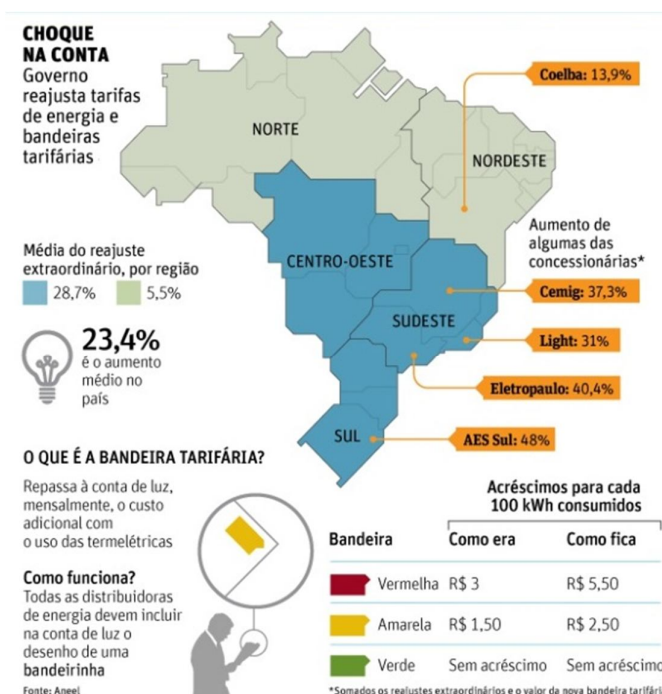 CHOQUE
NA CONTA
Governo
reajusta tarifas
de energia e
bandeiras
tarifárias
NORTE
NORDESTE
CENTRO-OESTE
SUDESTE
SUL
Coelba: 13,9%
Aumento de
algumas das
concessionárias*
Cemig: 37,3%
Light: 31%
Eletropaulo: 40,4%
AES Sul: 48%
Média do reajuste
extraordinário, por região
28,7% 5,5%
23,4%
é o aumento
médio no
país
O QUE É A BANDEIRA TARIFÁRIA?
Repassa à conta de luz,
mensalmente, o custo
adicional com
o uso das termelétricas
Como funciona?
Todas as distribuidoras
de energia devem incluir
na conta de luz o
desenho de uma
bandeirinha
Fonte: Aneel
Acréscimos para cada
100 kWh consumidos
Bandeira Como era Como fica
Vermelha R$ 3 R$ 5,50
Amarela R$ 1,50 R$ 2,50
Verde Sem acréscimo Sem acréscimo
*Somados os reajustes extraordinários e o valor da nova bandeira tarifária